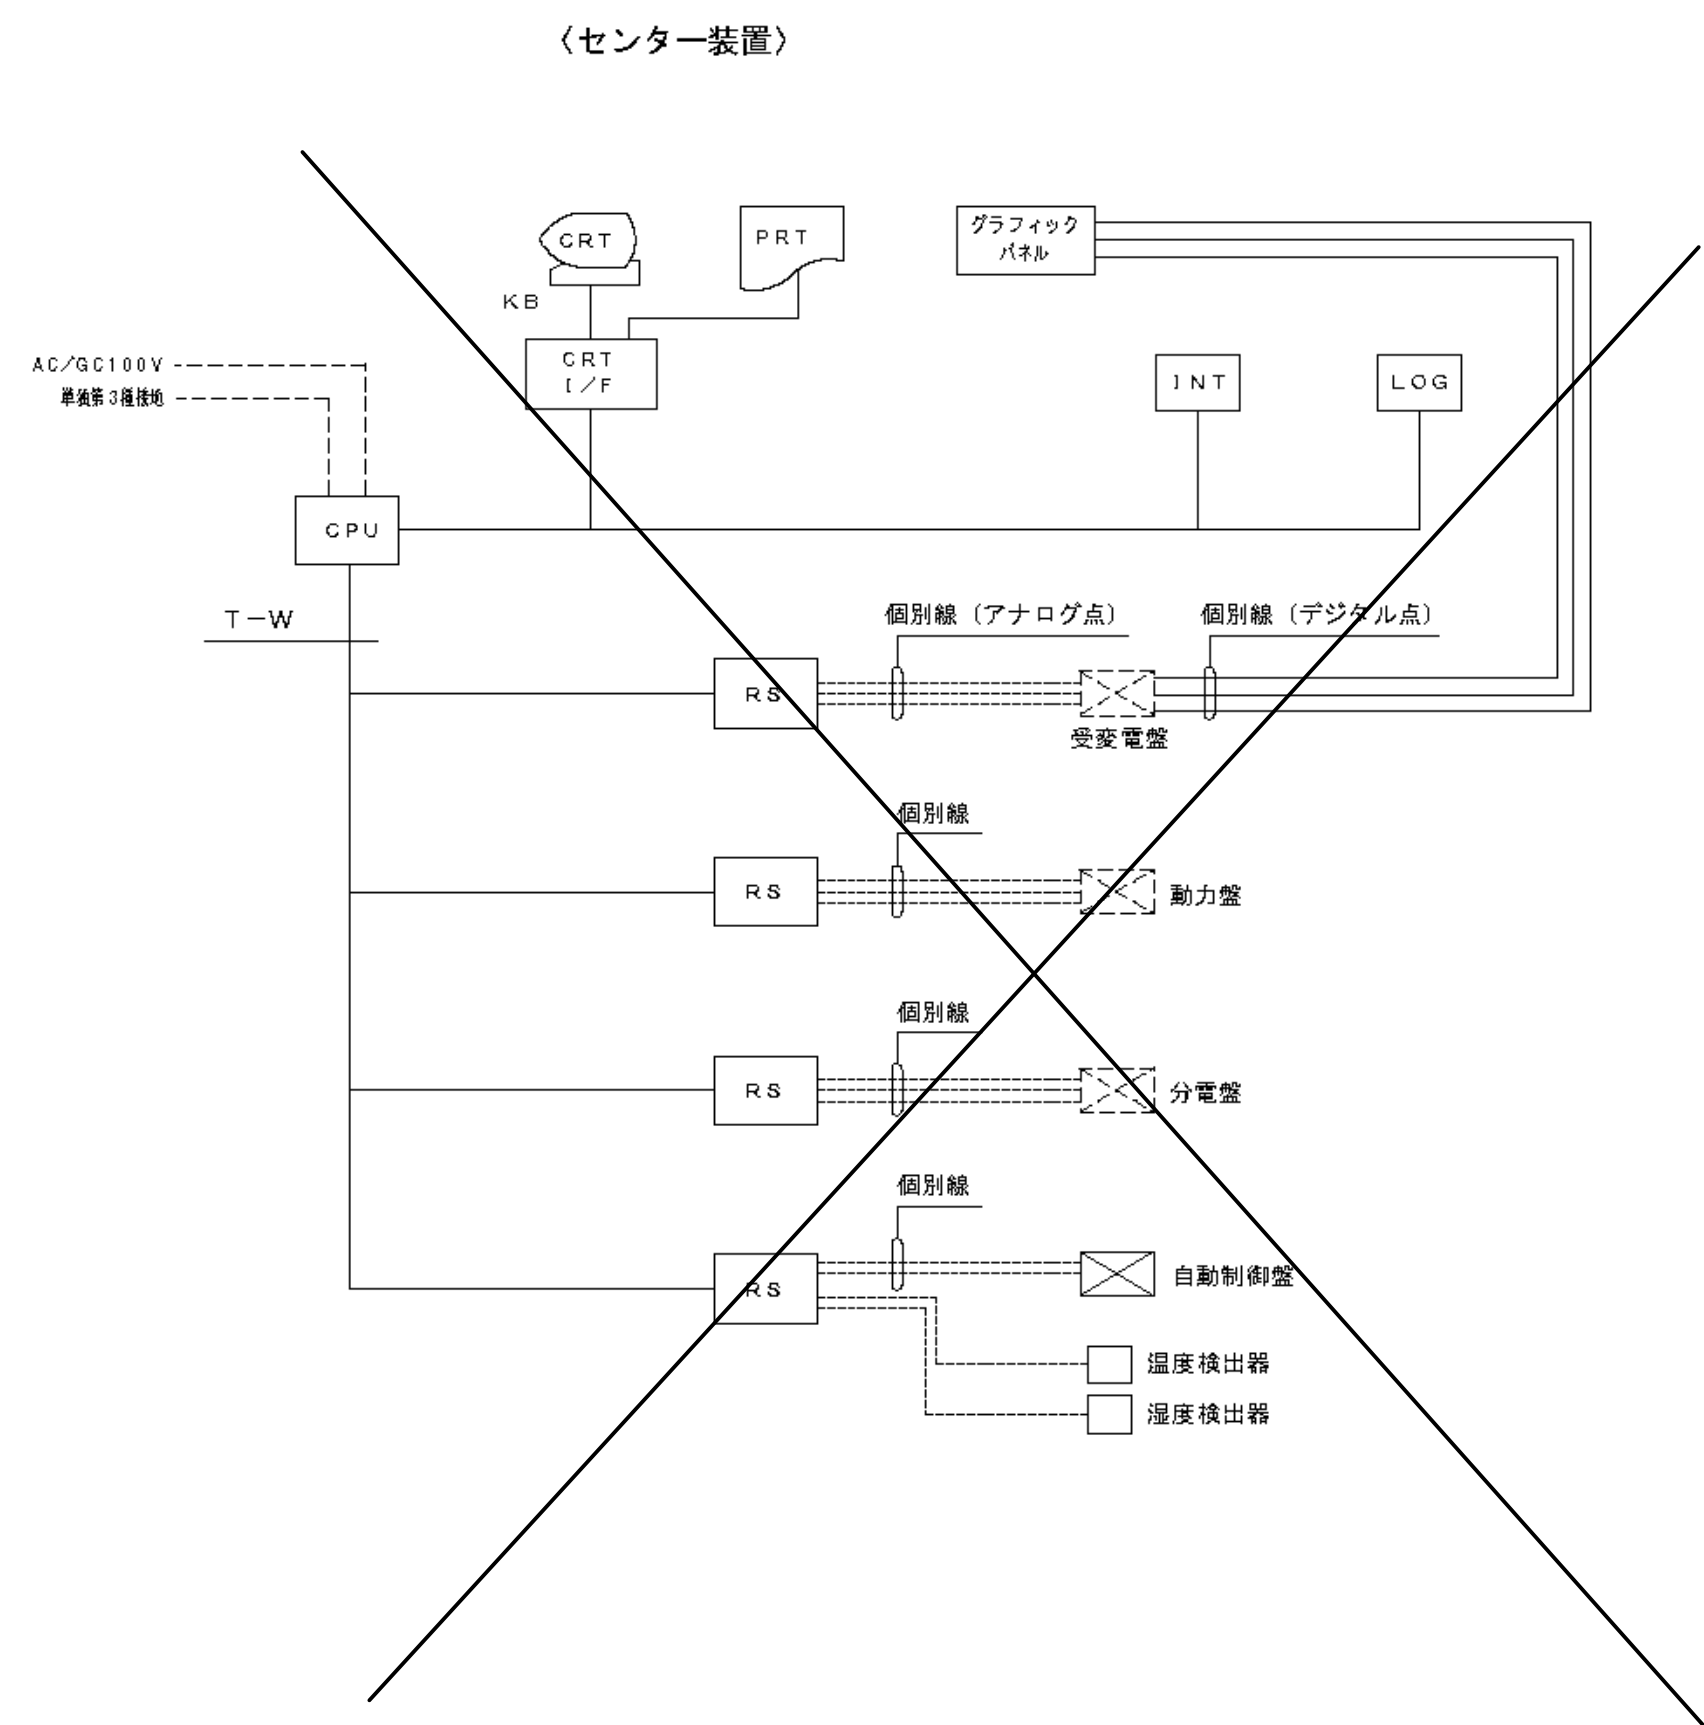 〈センター装置〉
CRT
PRT
グラフィック
パネル
KB
CRT
I/F
AC/GC100V
単独第3種接地
INT
LOG
CPU
T-W
個別線（アナログ点）
個別線（デジタル点）
RS
受変電盤
個別線
RS
動力盤
個別線
RS
分電盤
個別線
RS
自動制御盤
温度検出器
湿度検出器